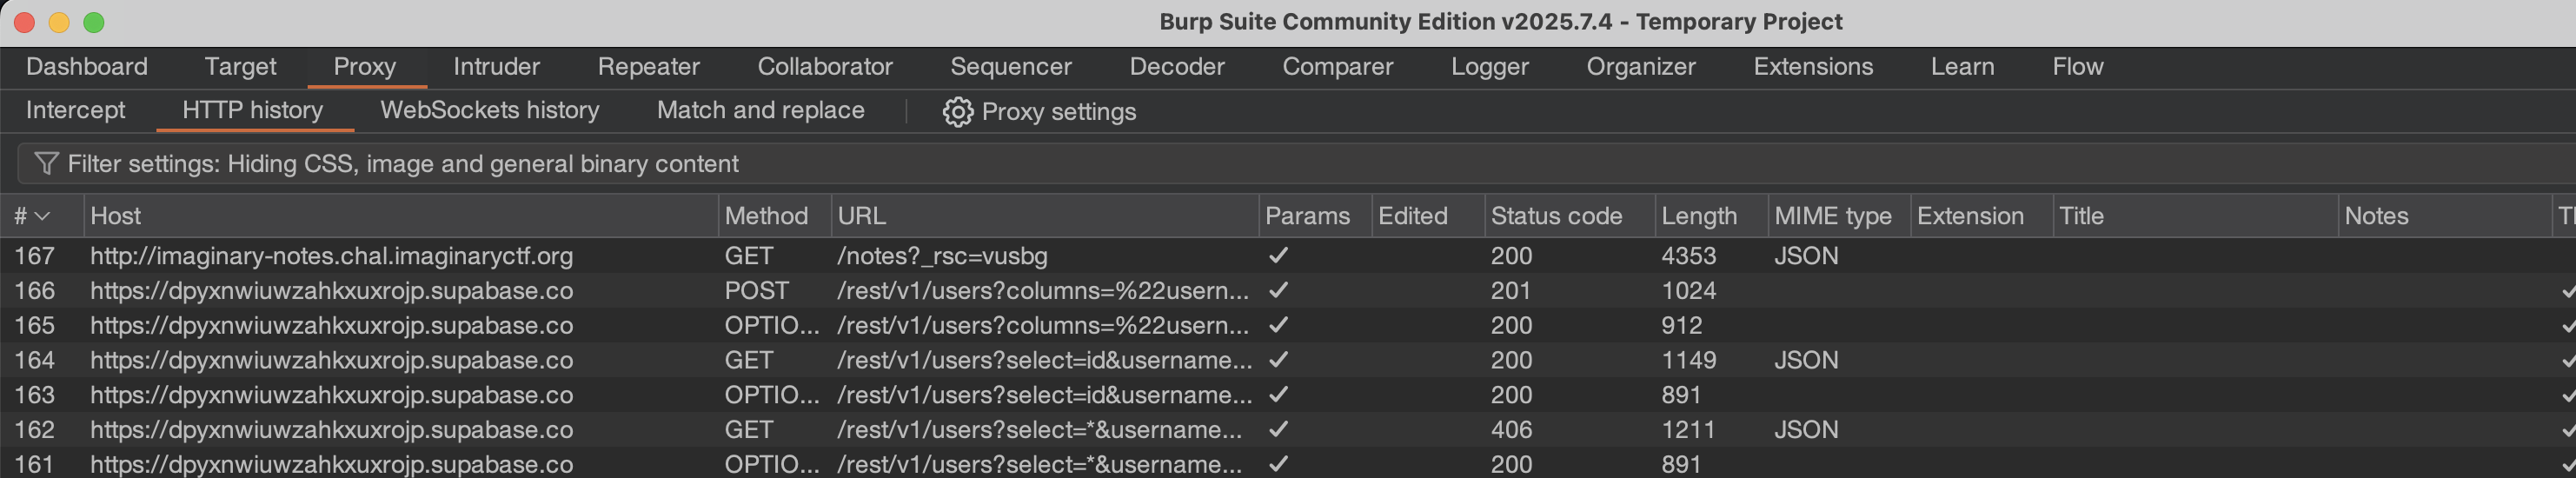 Burp Suite Community Edition v2025.7.4 - Temporary Project
Dashboard Target Proxy Intruder Repeater Collaborator Sequencer Decoder Comparer Logger Organizer Extensions Learn Flow
Intercept HTTP history WebSockets history Match and replace Proxy settings
Filter settings: Hiding CSS, image and general binary content
# Host Method URL Params Edited Status code Length MIME type Extension Title Notes
167 http://imaginary-notes.chal.imaginaryctf.org GET /notes?_rsc=vusbg ✓ 200 4353 JSON
166 https://dpyxnwiuwzahkxuxrojp.supabase.co POST /rest/v1/users?columns=%22usern... ✓ 201 1024 ✓
165 https://dpyxnwiuwzahkxuxrojp.supabase.co OPTIO... /rest/v1/users?columns=%22usern... ✓ 200 912 ✓
164 https://dpyxnwiuwzahkxuxrojp.supabase.co GET /rest/v1/users?select=id&username... ✓ 200 1149 JSON ✓
163 https://dpyxnwiuwzahkxuxrojp.supabase.co OPTIO... /rest/v1/users?select=id&username... ✓ 200 891 ✓
162 https://dpyxnwiuwzahkxuxrojp.supabase.co GET /rest/v1/users?select=*&username... ✓ 406 1211 JSON ✓
161 https://dpyxnwiuwzahkxuxrojp.supabase.co OPTIO... /rest/v1/users?select=*&username... ✓ 200 891 ✓